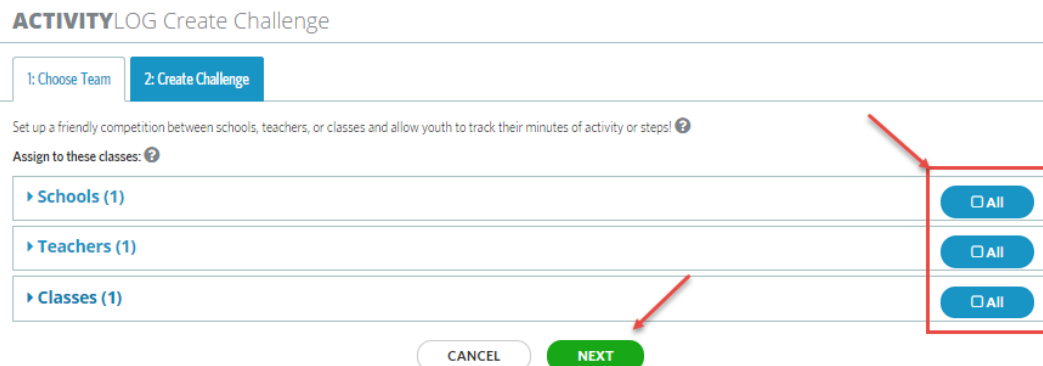 ACTIVITYLOG Create Challenge
1: Choose Team 2: Create Challenge
Set up a friendly competition between schools, teachers, or classes and allow youth to track their minutes of activity or steps! ?
Assign to these classes: ?
Schools (1) All
Teachers (1) All
Classes (1) All
CANCEL NEXT